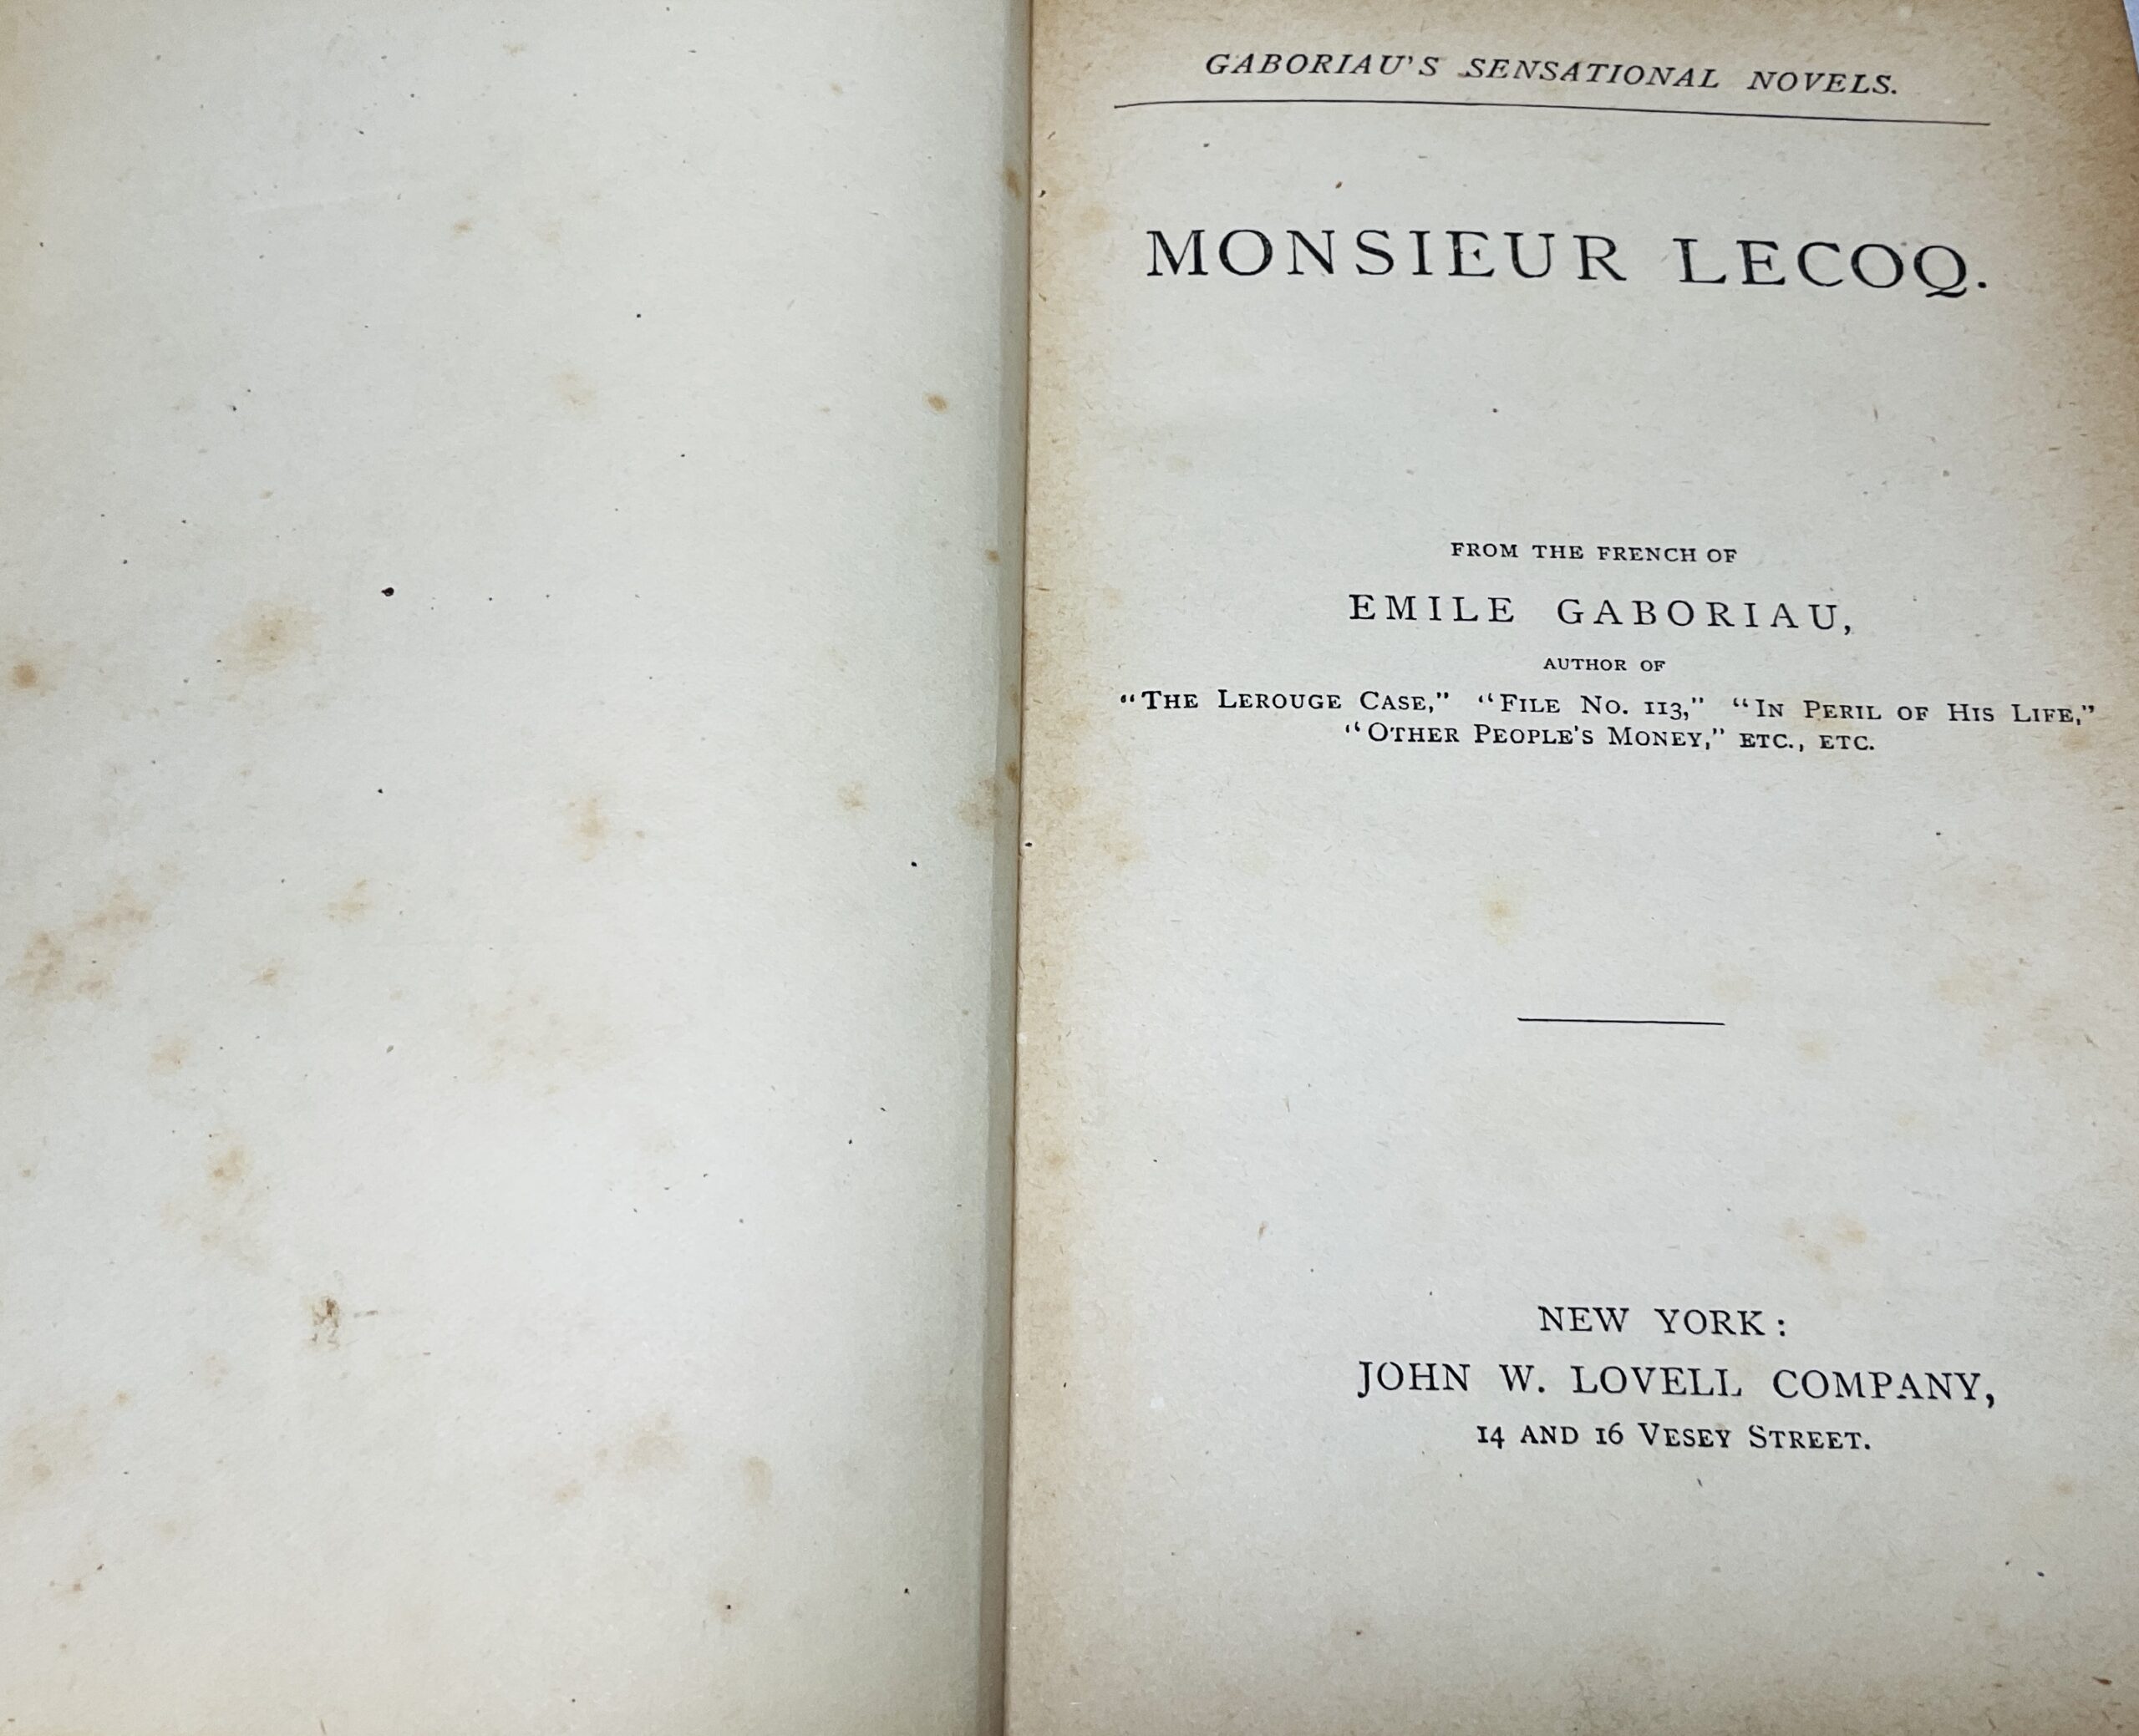 GABORIAU'S SENSATIONAL NOVELS.
MONSIEUR LECOQ.
FROM THE FRENCH OF
EMILE GABORIAU,
AUTHOR OF
“THE LEROUGE CASE,” “FILE NO. 113,” “IN PERIL OF HIS LIFE,”
“OTHER PEOPLE'S MONEY,” ETC., ETC.
NEW YORK:
JOHN W. LOVELL COMPANY,
14 AND 16 VESEY STREET.